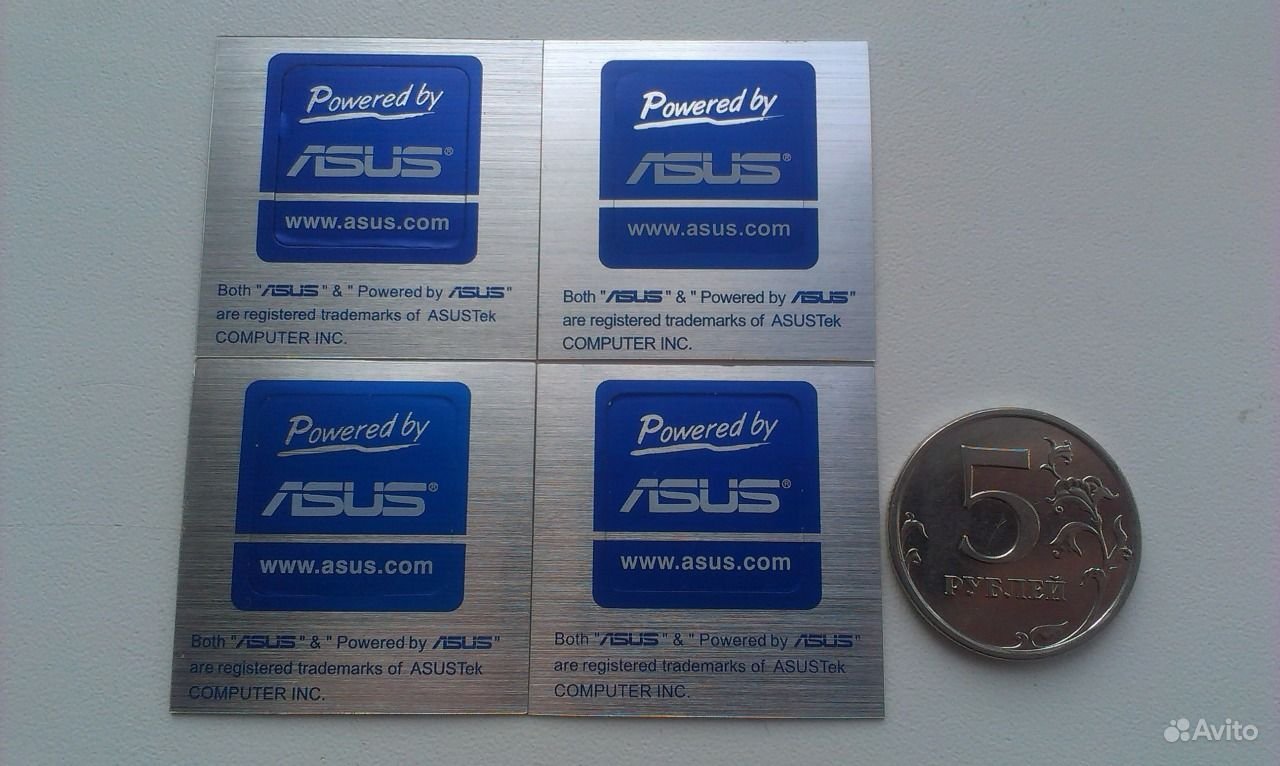 Powered by
ASUS®
www.asus.com
Both "ASUS" & " Powered by ASUS"
are registered trademarks of ASUSTek
COMPUTER INC.
Powered by
ASUS®
www.asus.com
Both "ASUS" & " Powered by ASUS"
are registered trademarks of ASUSTek
COMPUTER INC.
Powered by
ASUS®
www.asus.com
Both "ASUS" & " Powered by ASUS"
are registered trademarks of ASUSTek
COMPUTER INC.
Powered by
ASUS®
www.asus.com
Both "ASUS" & " Powered by ASUS"
are registered trademarks of ASUSTek
COMPUTER INC.
5
РУБЛЕЙ
Avito